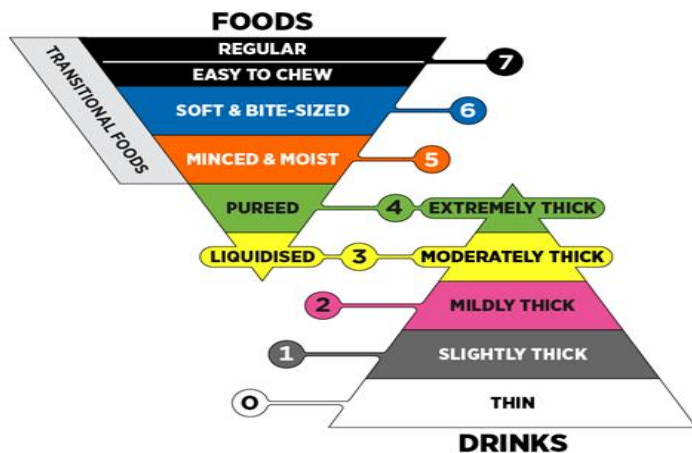 FOODS
REGULAR
EASY TO CHEW
7
TRANSITIONAL FOODS
SOFT & BITE-SIZED
6
MINCED & MOIST
5
PUREED
4
EXTREMELY THICK
LIQUIDISED
3
MODERATELY THICK
2
MILDLY THICK
1
SLIGHTLY THICK
0
THIN
DRINKS